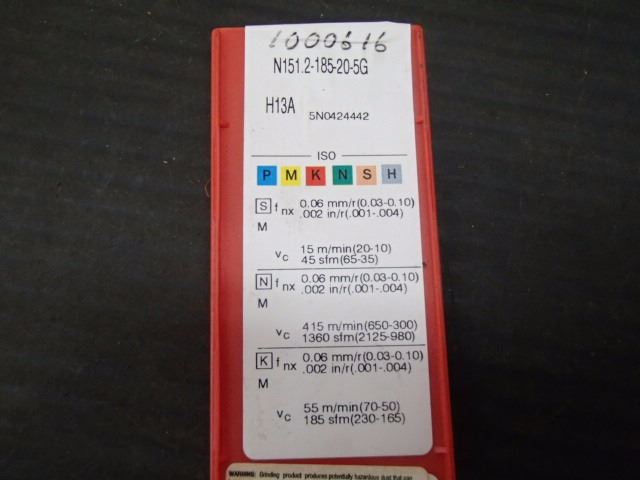 1000616
N151.2-185-20-5G
H13A 5N0424442
ISO
P M K N S H
S fnx 0.06 mm/r(0.03-0.10)
.002 in/r(.001-.004)
M
vc 15 m/min(20-10)
45 sfm(65-35)
N fnx 0.06 mm/r(0.03-0.10)
.002 in/r(.001-.004)
M
vc 415 m/min(650-300)
1360 sfm(2125-980)
K fnx 0.06 mm/r(0.03-0.10)
.002 in/r(.001-.004)
M
vc 55 m/min(70-50)
185 sfm(230-165)
WARNING: Grinding product produces potentially hazardous dust that can